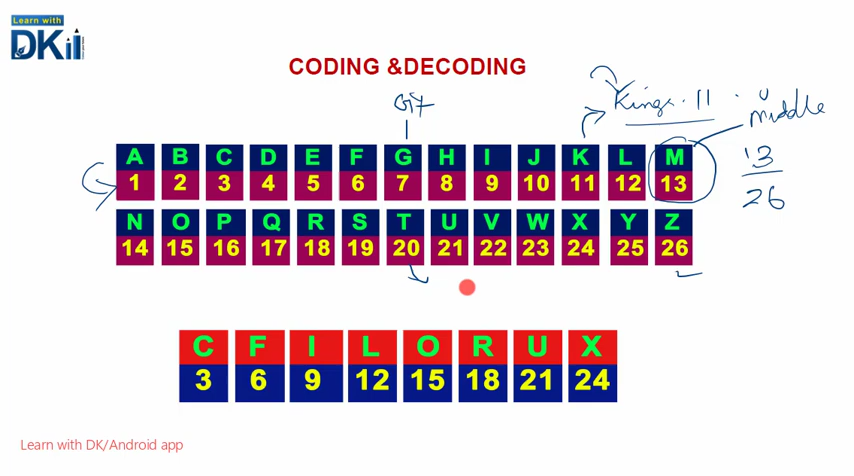 Learn with
DKii
CODING &DECODING
Kings 11
middle
A B C D E F G H I J K L M
1 2 3 4 5 6 7 8 9 10 11 12 13
13
26
N O P Q R S T U V W X Y Z
14 15 16 17 18 19 20 21 22 23 24 25 26
C F I L O R U X
3 6 9 12 15 18 21 24
Learn with DK/Android app